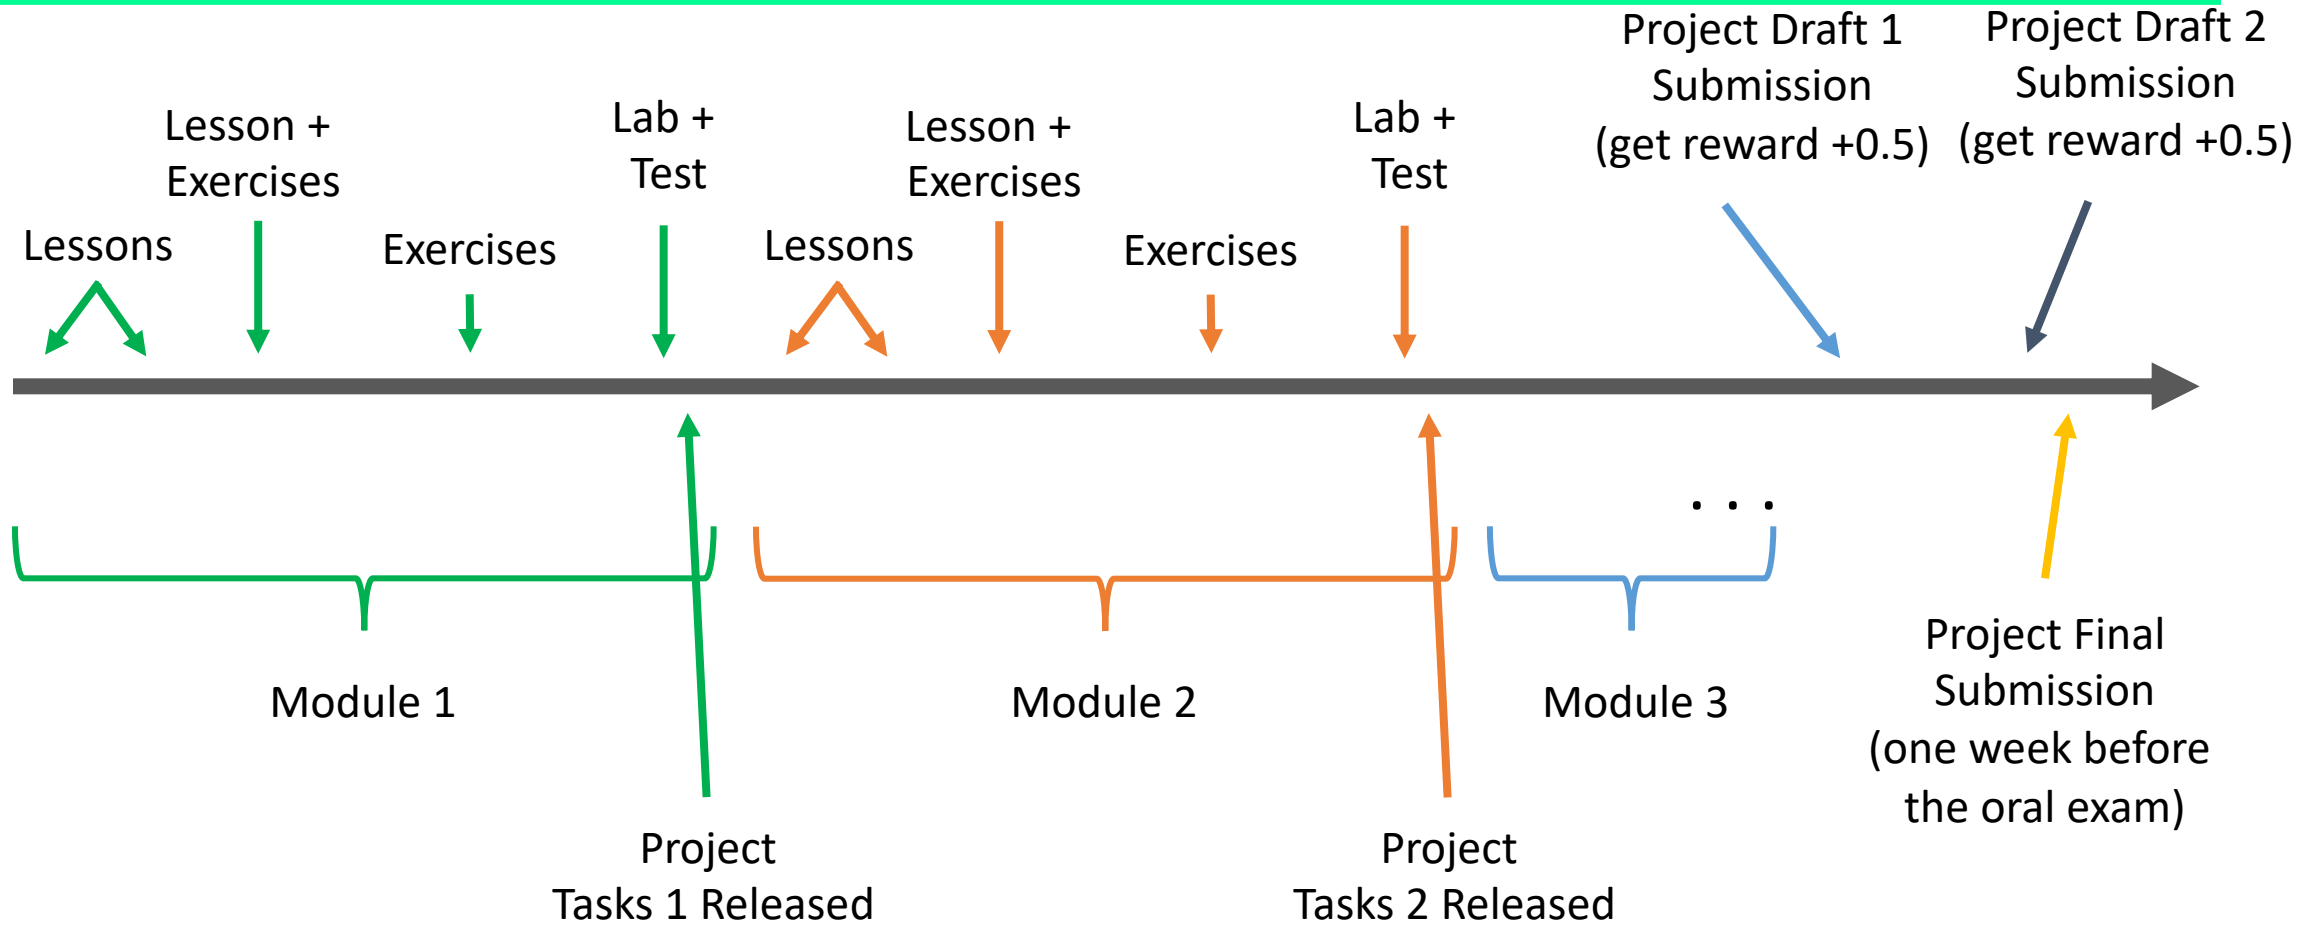 Project Draft 1
Submission
(get reward +0.5)
Project Draft 2
Submission
(get reward +0.5)
Lessons
Lesson +
Exercises
Exercises
Lab +
Test
Lessons
Lesson +
Exercises
Exercises
Lab +
Test
. . .
Module 1
Module 2
Module 3
Project
Tasks 1 Released
Project
Tasks 2 Released
Project Final
Submission
(one week before
the oral exam)